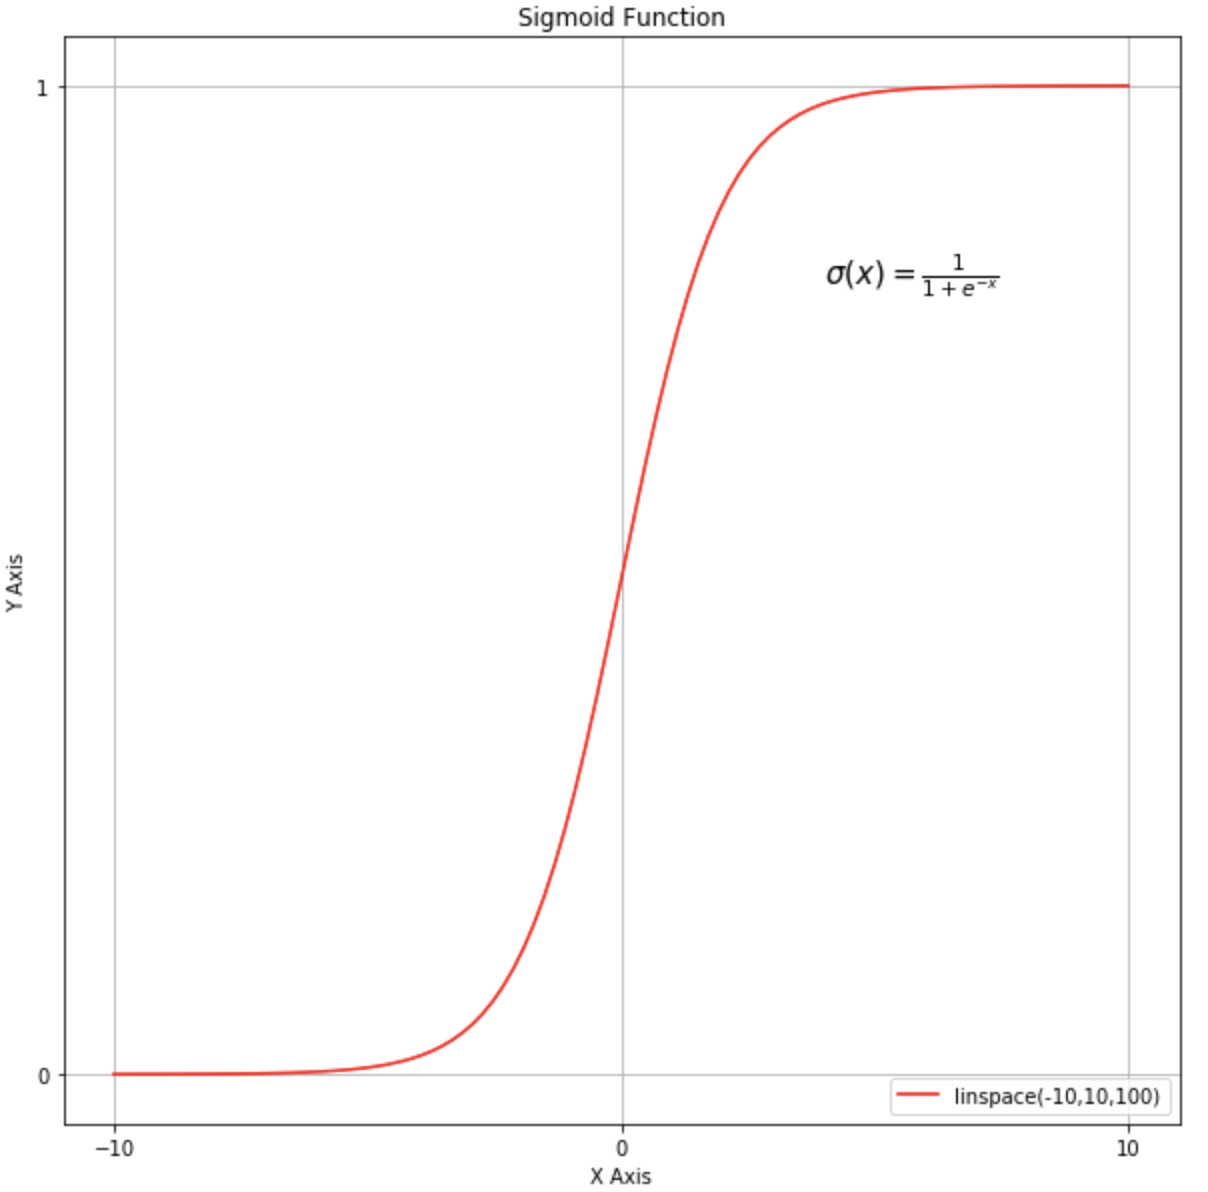 Sigmoid Function
1
σ(x) = 1/(1 + e^{-x})
Y Axis
0
linspace(-10,10,100)
−10 0 10
X Axis